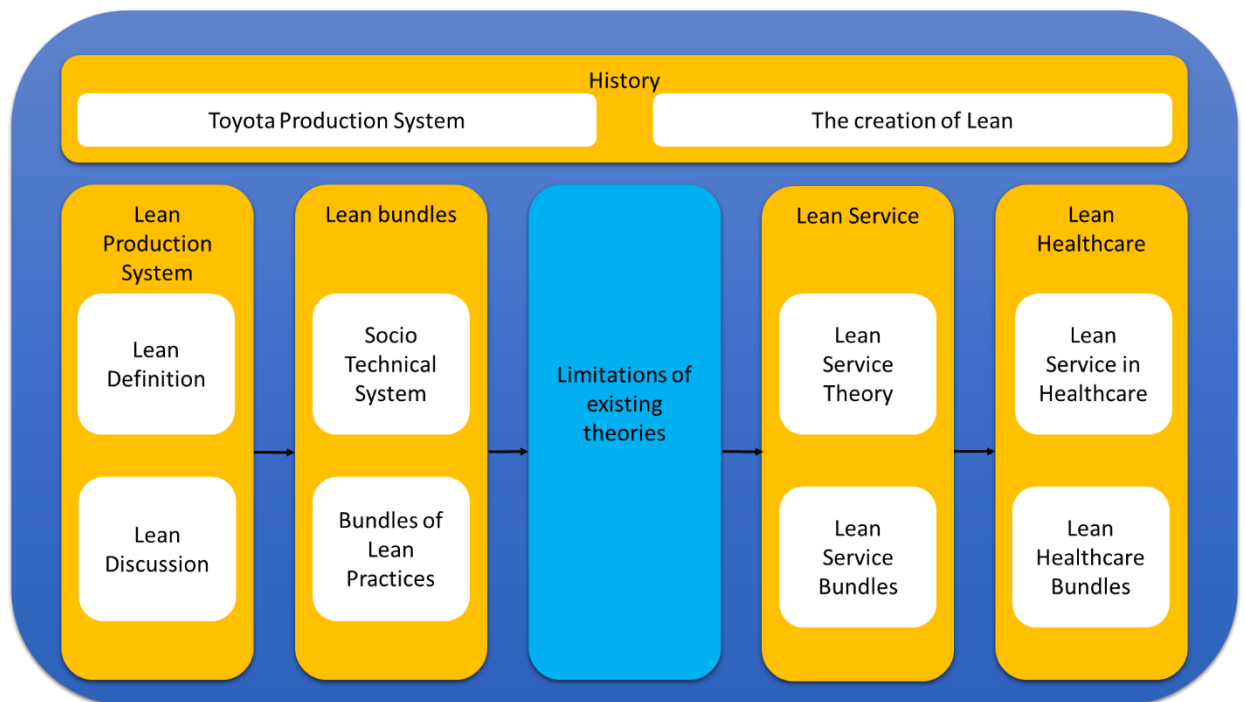 History
Toyota Production System
The creation of Lean
Lean
Production
System
Lean
Definition
Lean
Discussion
Lean bundles
Socio
Technical
System
Bundles of
Lean
Practices
Limitations of
existing
theories
Lean Service
Lean
Service
Theory
Lean
Service
Bundles
Lean
Healthcare
Lean
Service in
Healthcare
Lean
Healthcare
Bundles